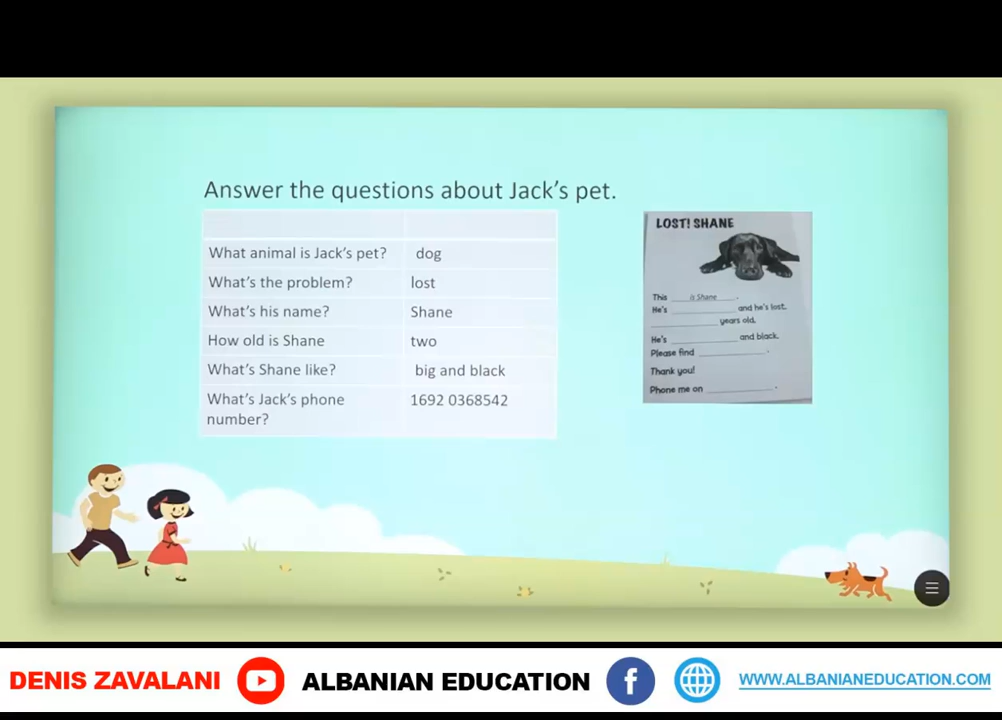 Answer the questions about Jack's pet.
What animal is Jack's pet? dog
What's the problem? lost
What's his name? Shane
How old is Shane two
What's Shane like? big and black
What's Jack's phone 1692 0368542
number?
LOST! SHANE
This is Shane .
He's and he's lost.
years old.
He's and black.
Please find .
Thank you!
Phone me on .
DENIS ZAVALANI ALBANIAN EDUCATION f WWW.ALBANIANEDUCATION.COM